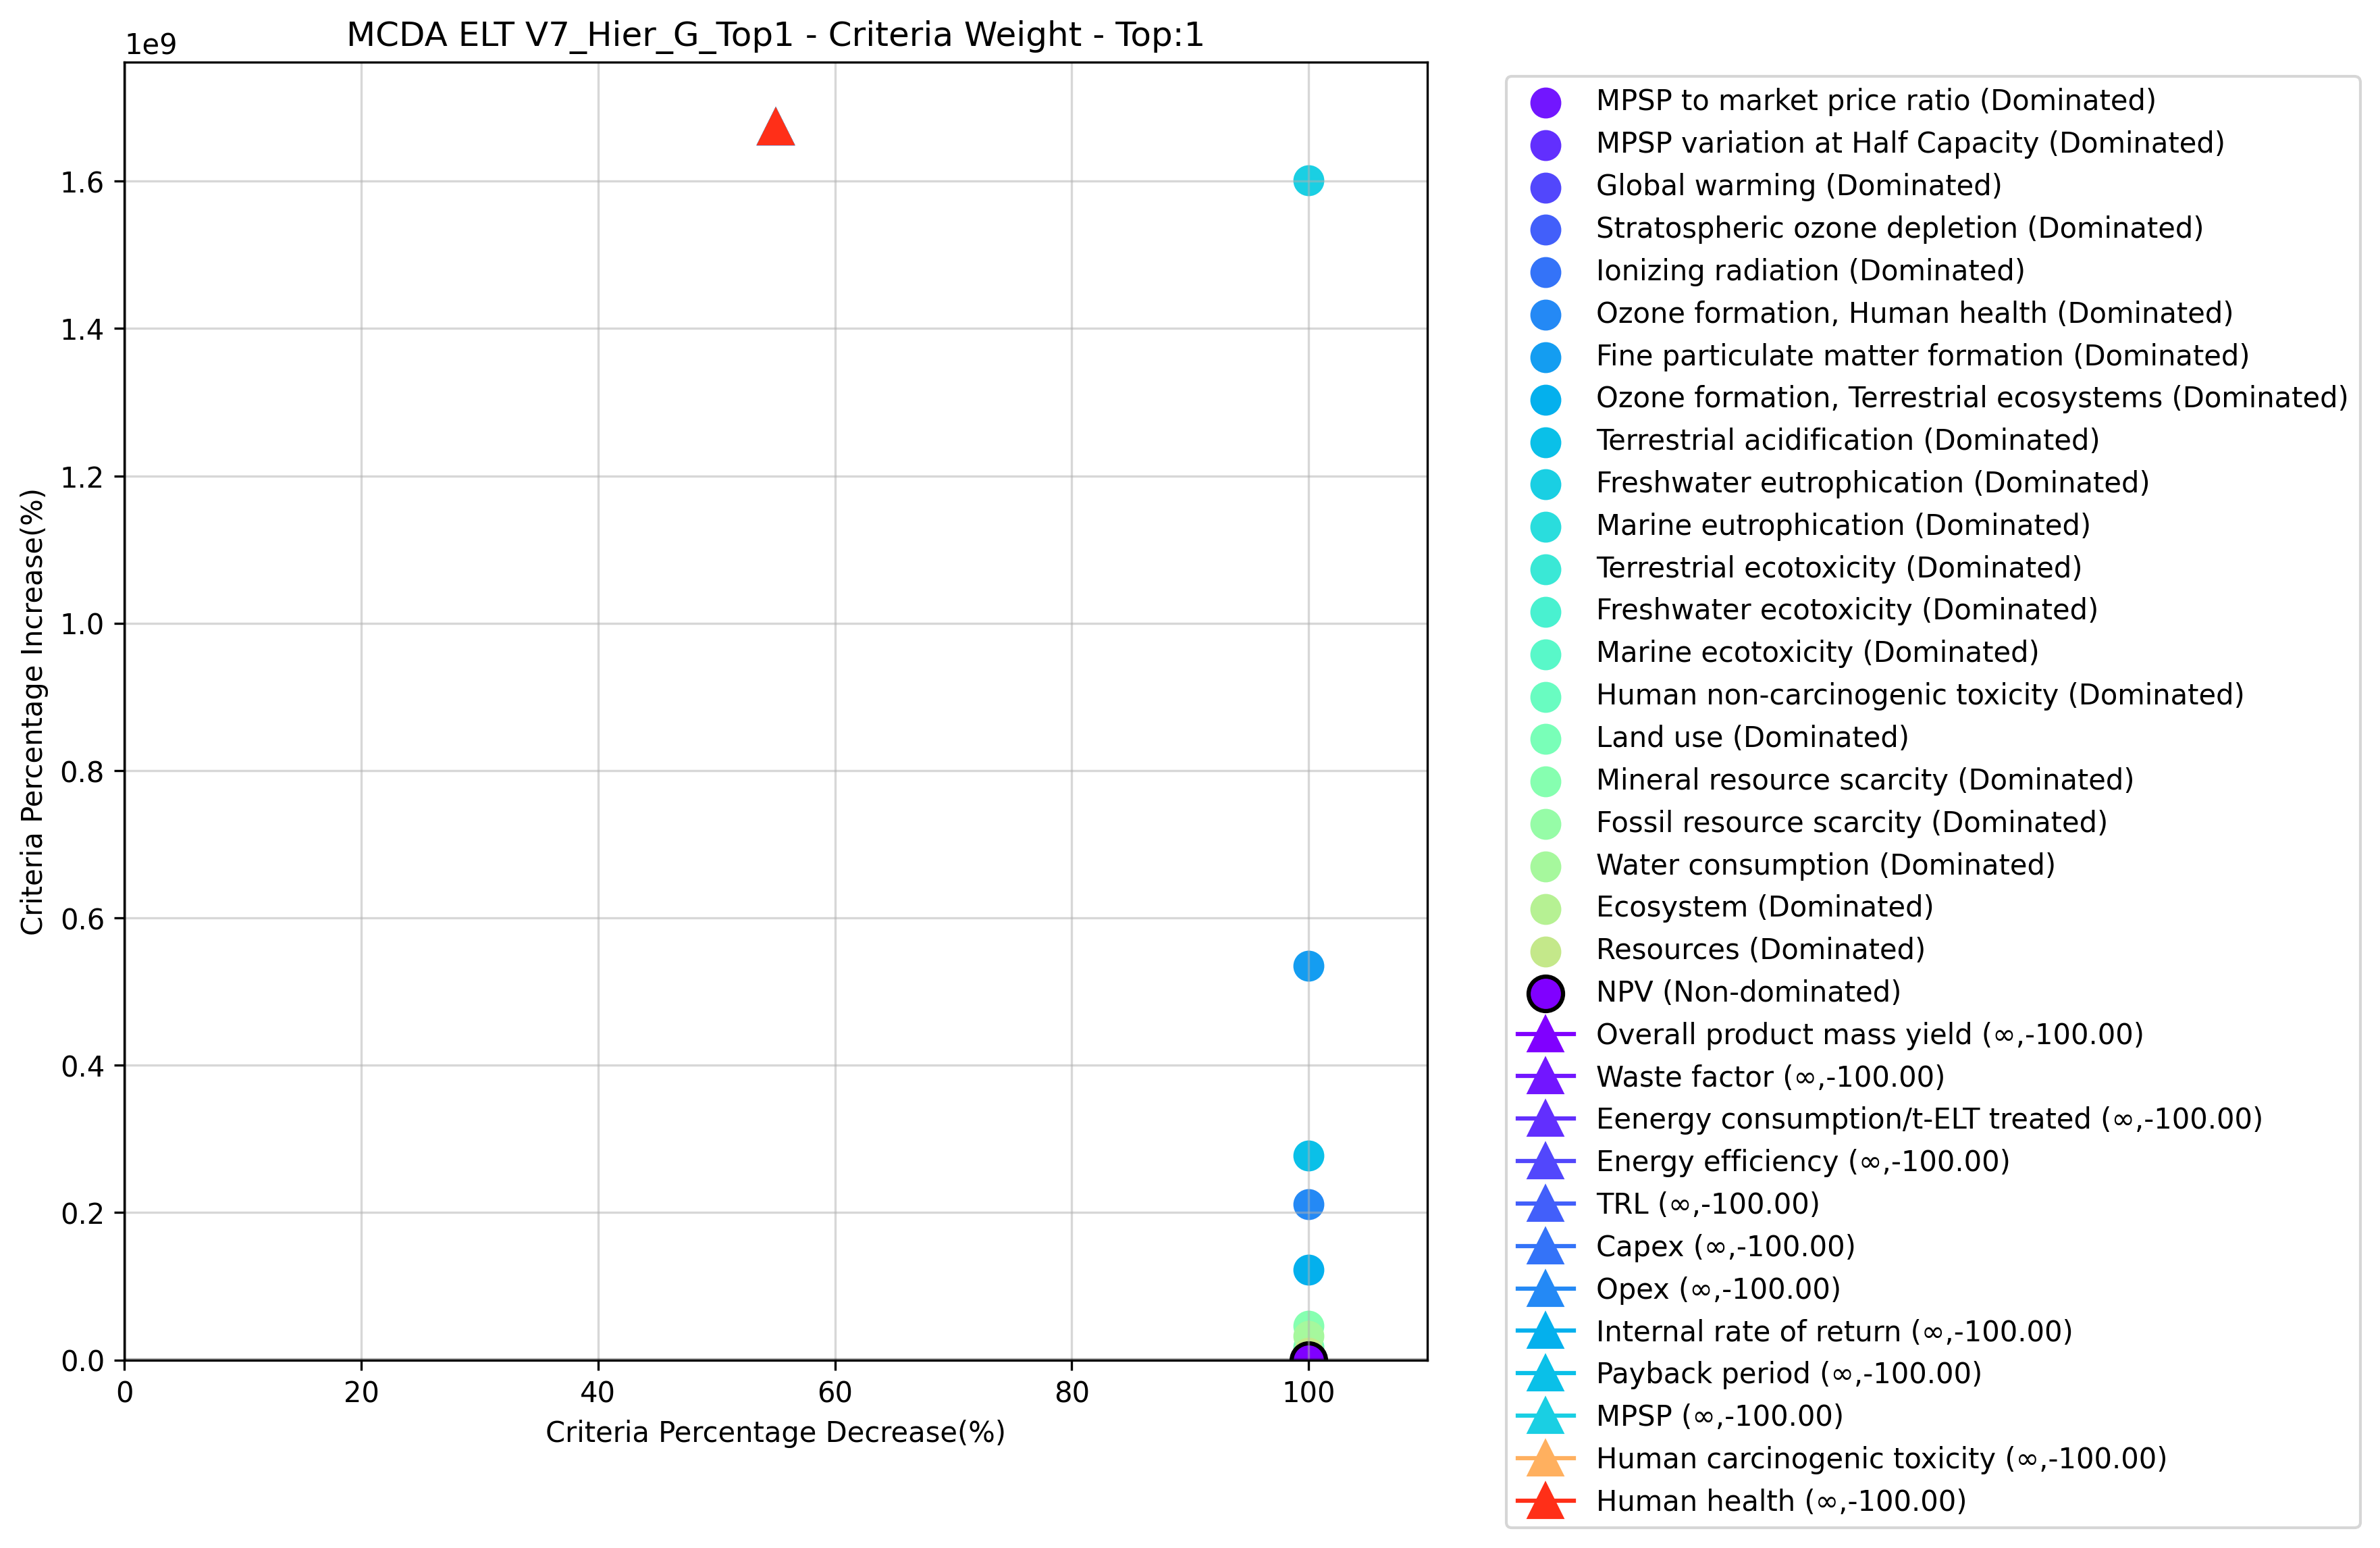 MCDA ELT V7_Hier_G_Top1 - Criteria Weight - Top:1
1e9
1.6
1.4
1.2
1.0
0.8
0.6
0.4
0.2
0.0
Criteria Percentage Increase(%)
0 20 40 60 80 100
Criteria Percentage Decrease(%)
MPSP to market price ratio (Dominated)
MPSP variation at Half Capacity (Dominated)
Global warming (Dominated)
Stratospheric ozone depletion (Dominated)
Ionizing radiation (Dominated)
Ozone formation, Human health (Dominated)
Fine particulate matter formation (Dominated)
Ozone formation, Terrestrial ecosystems (Dominated)
Terrestrial acidification (Dominated)
Freshwater eutrophication (Dominated)
Marine eutrophication (Dominated)
Terrestrial ecotoxicity (Dominated)
Freshwater ecotoxicity (Dominated)
Marine ecotoxicity (Dominated)
Human non-carcinogenic toxicity (Dominated)
Land use (Dominated)
Mineral resource scarcity (Dominated)
Fossil resource scarcity (Dominated)
Water consumption (Dominated)
Ecosystem (Dominated)
Resources (Dominated)
NPV (Non-dominated)
Overall product mass yield (∞,-100.00)
Waste factor (∞,-100.00)
Eenergy consumption/t-ELT treated (∞,-100.00)
Energy efficiency (∞,-100.00)
TRL (∞,-100.00)
Capex (∞,-100.00)
Opex (∞,-100.00)
Internal rate of return (∞,-100.00)
Payback period (∞,-100.00)
MPSP (∞,-100.00)
Human carcinogenic toxicity (∞,-100.00)
Human health (∞,-100.00)